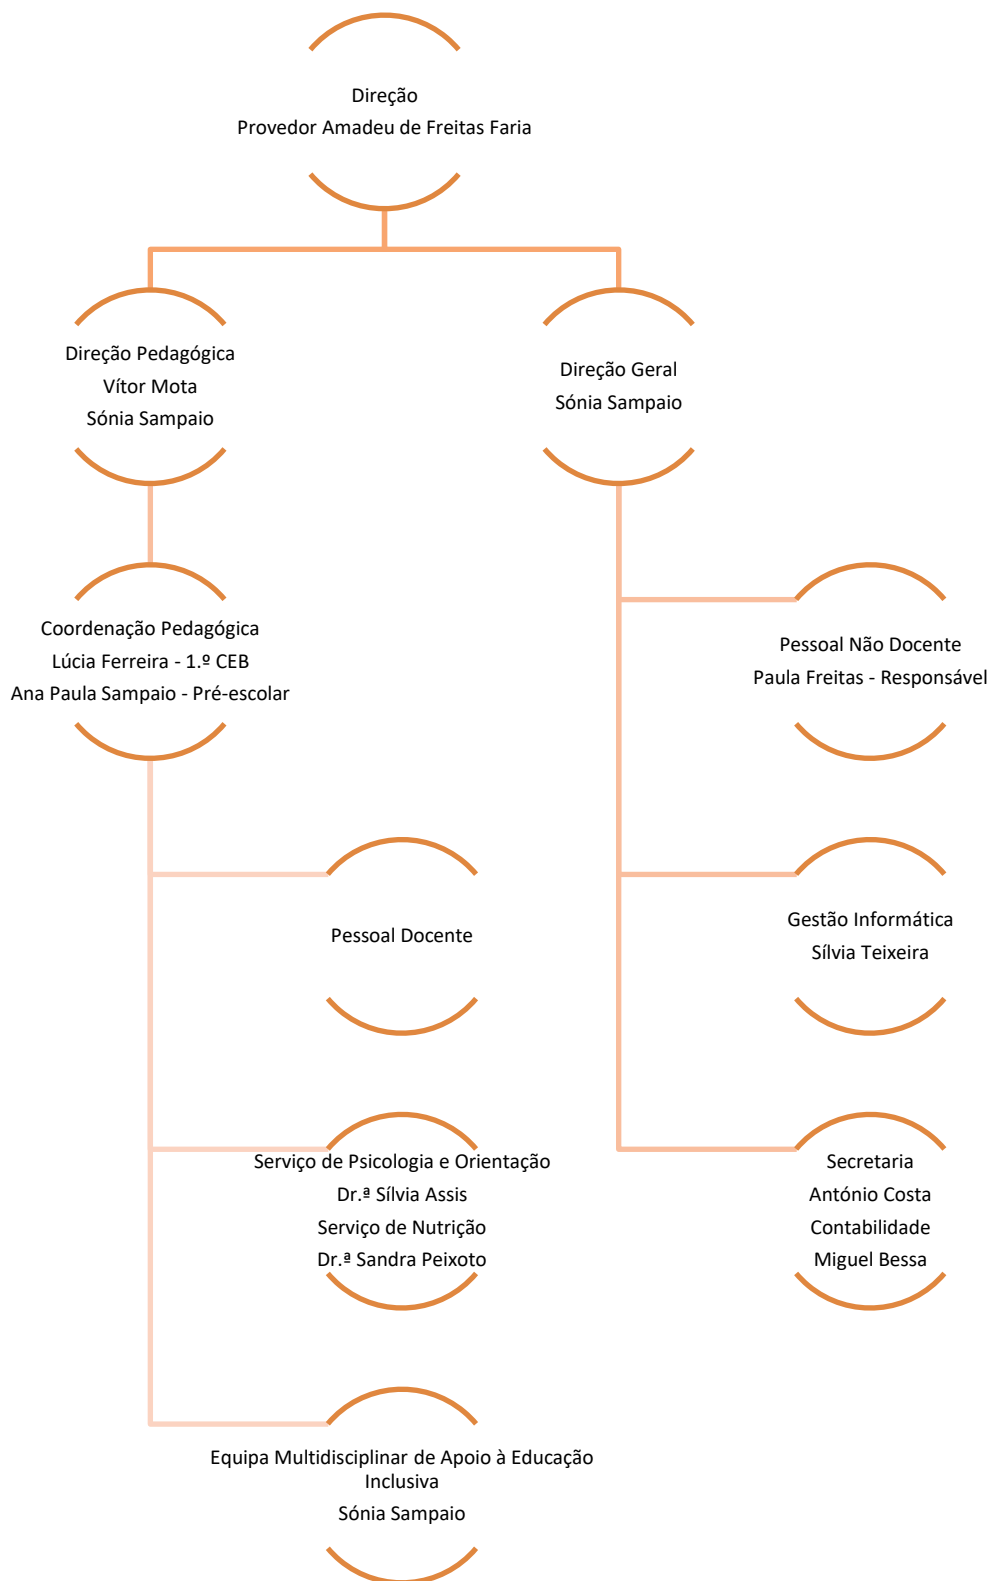 Direção
Provedor Amadeu de Freitas Faria
Direção Pedagógica
Vítor Mota
Sónia Sampaio
Direção Geral
Sónia Sampaio
Coordenação Pedagógica
Lúcia Ferreira - 1.º CEB
Ana Paula Sampaio - Pré-escolar
Pessoal Não Docente
Paula Freitas - Responsável
Pessoal Docente
Gestão Informática
Sílvia Teixeira
Serviço de Psicologia e Orientação
Dr.ª Sílvia Assis
Serviço de Nutrição
Dr.ª Sandra Peixoto
Secretaria
António Costa
Contabilidade
Miguel Bessa
Equipa Multidisciplinar de Apoio à Educação
Inclusiva
Sónia Sampaio